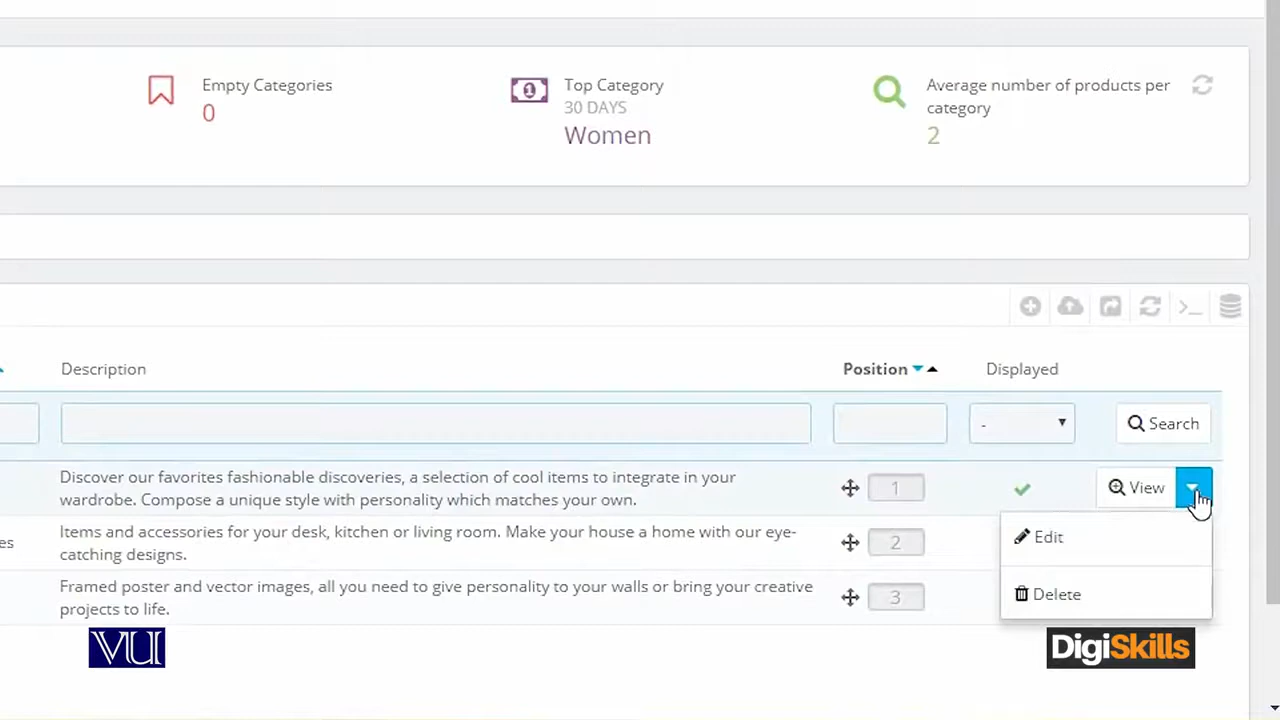 Empty Categories
0
Top Category
30 DAYS
Women
Average number of products per
category
2
Description
Position
Displayed
-
Search
Discover our favorites fashionable discoveries, a selection of cool items to integrate in your
wardrobe. Compose a unique style with personality which matches your own.
1
View
Edit
Delete
es
Items and accessories for your desk, kitchen or living room. Make your house a home with our eye-
catching designs.
2
Framed poster and vector images, all you need to give personality to your walls or bring your creative
projects to life.
3
VU
DigiSkills